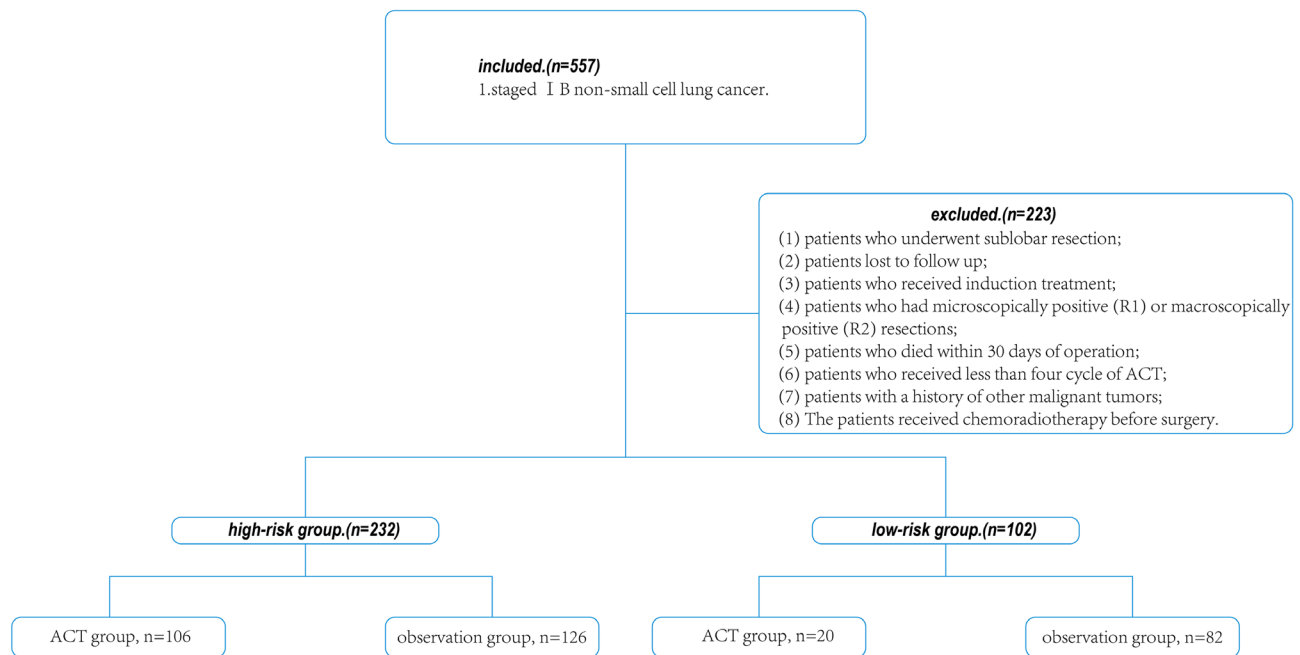 included.(n=557)
1.staged Ⅰ B non-small cell lung cancer.
excluded.(n=223)
(1) patients who underwent sublobar resection;
(2) patients lost to follow up;
(3) patients who received induction treatment;
(4) patients who had microscopically positive (R1) or macroscopically
positive (R2) resections;
(5) patients who died within 30 days of operation;
(6) patients who received less than four cycle of ACT;
(7) patients with a history of other malignant tumors;
(8) The patients received chemoradiotherapy before surgery.
high-risk group.(n=232)
low-risk group.(n=102)
ACT group, n=106
observation group, n=126
ACT group, n=20
observation group, n=82